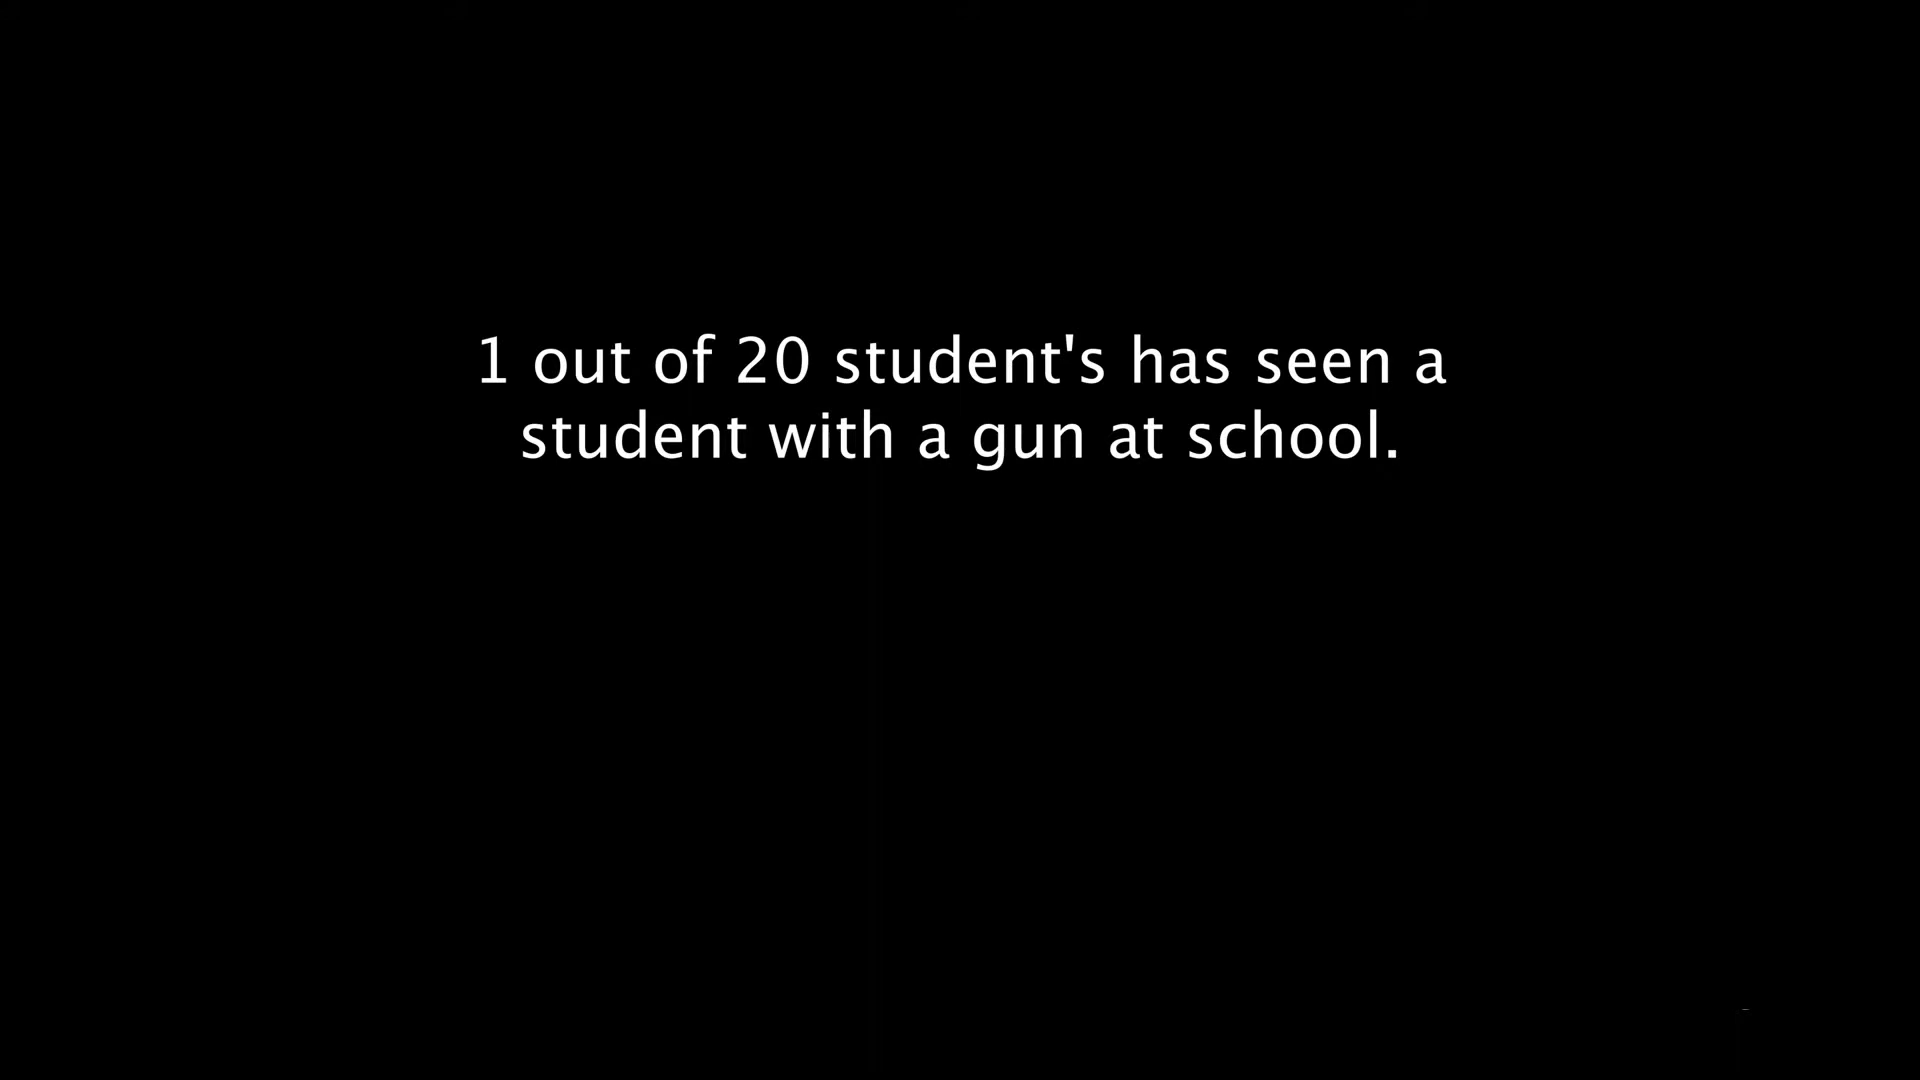 1 out of 20 student's has seen a
student with a gun at school.